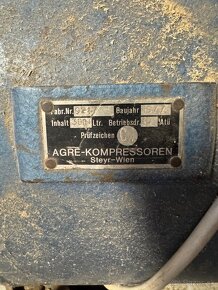 Fabr.Nr. Baujahr
Inhalt Ltr. Betriebsdr. Atü
Prüfzeichen
AGRE-KOMPRESSOREN
Steyr-Wien